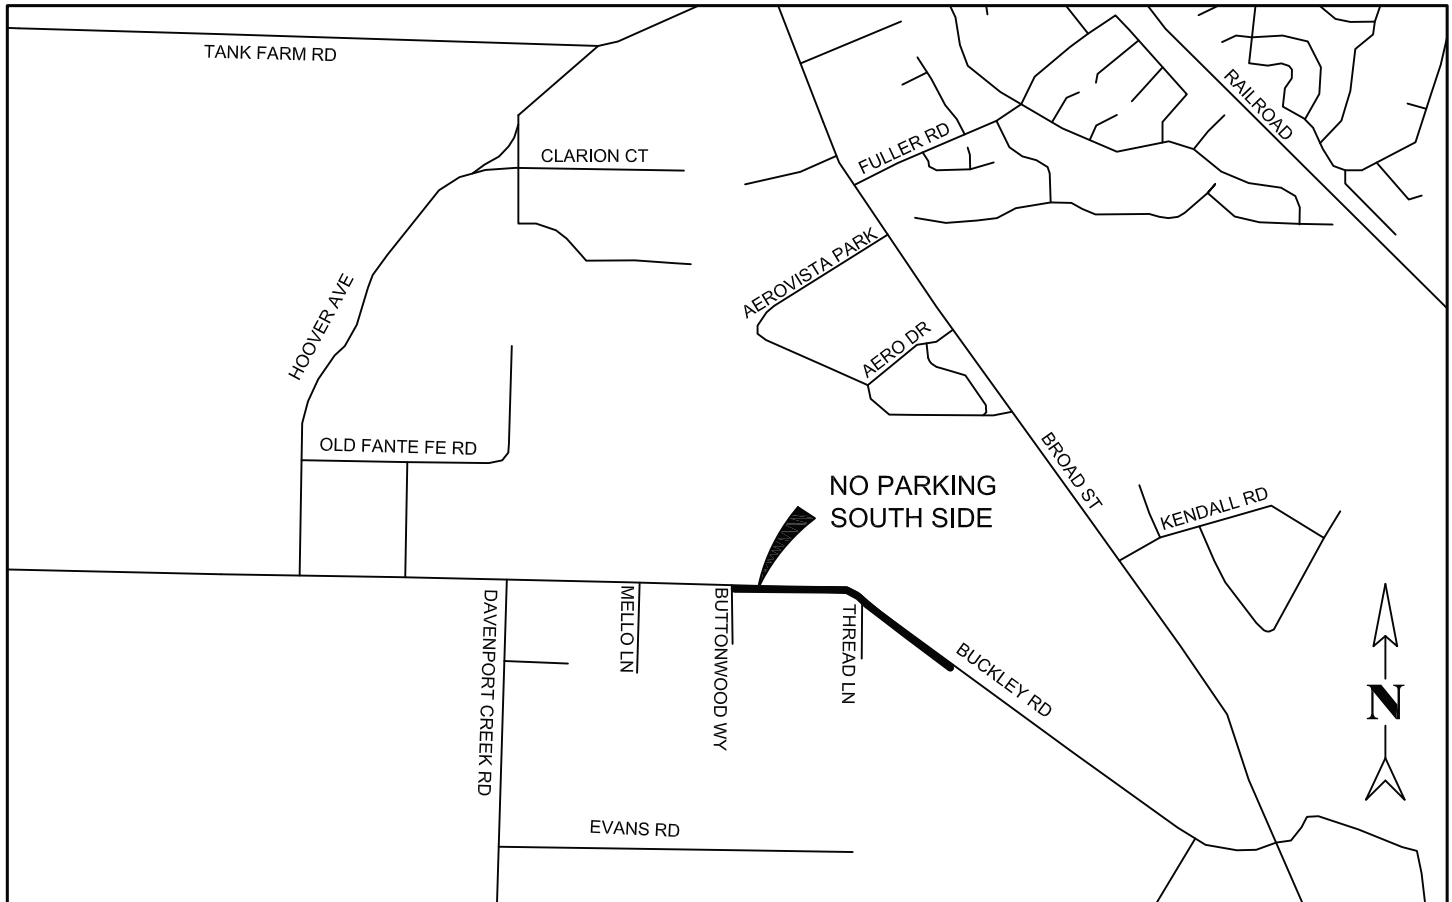 TANK FARM RD
RAILROAD
FULLER RD
CLARION CT
AEROVISTA PARK
HOOVER AVE
AERO DR
OLD FANTE FE RD
BROAD ST
NO PARKING
SOUTH SIDE
KENDALL RD
DAVENPORT CREEK RD
MELLO LN
BUTTONWOOD WY
THREAD LN
BUCKLEY RD
N
EVANS RD